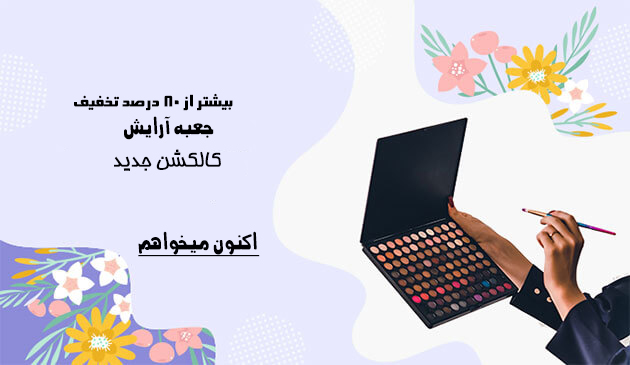 بیشتر از ۸۰ درصد تخفیف
جعبه آرایش
کالکشن جدید
اکنون میخواهم